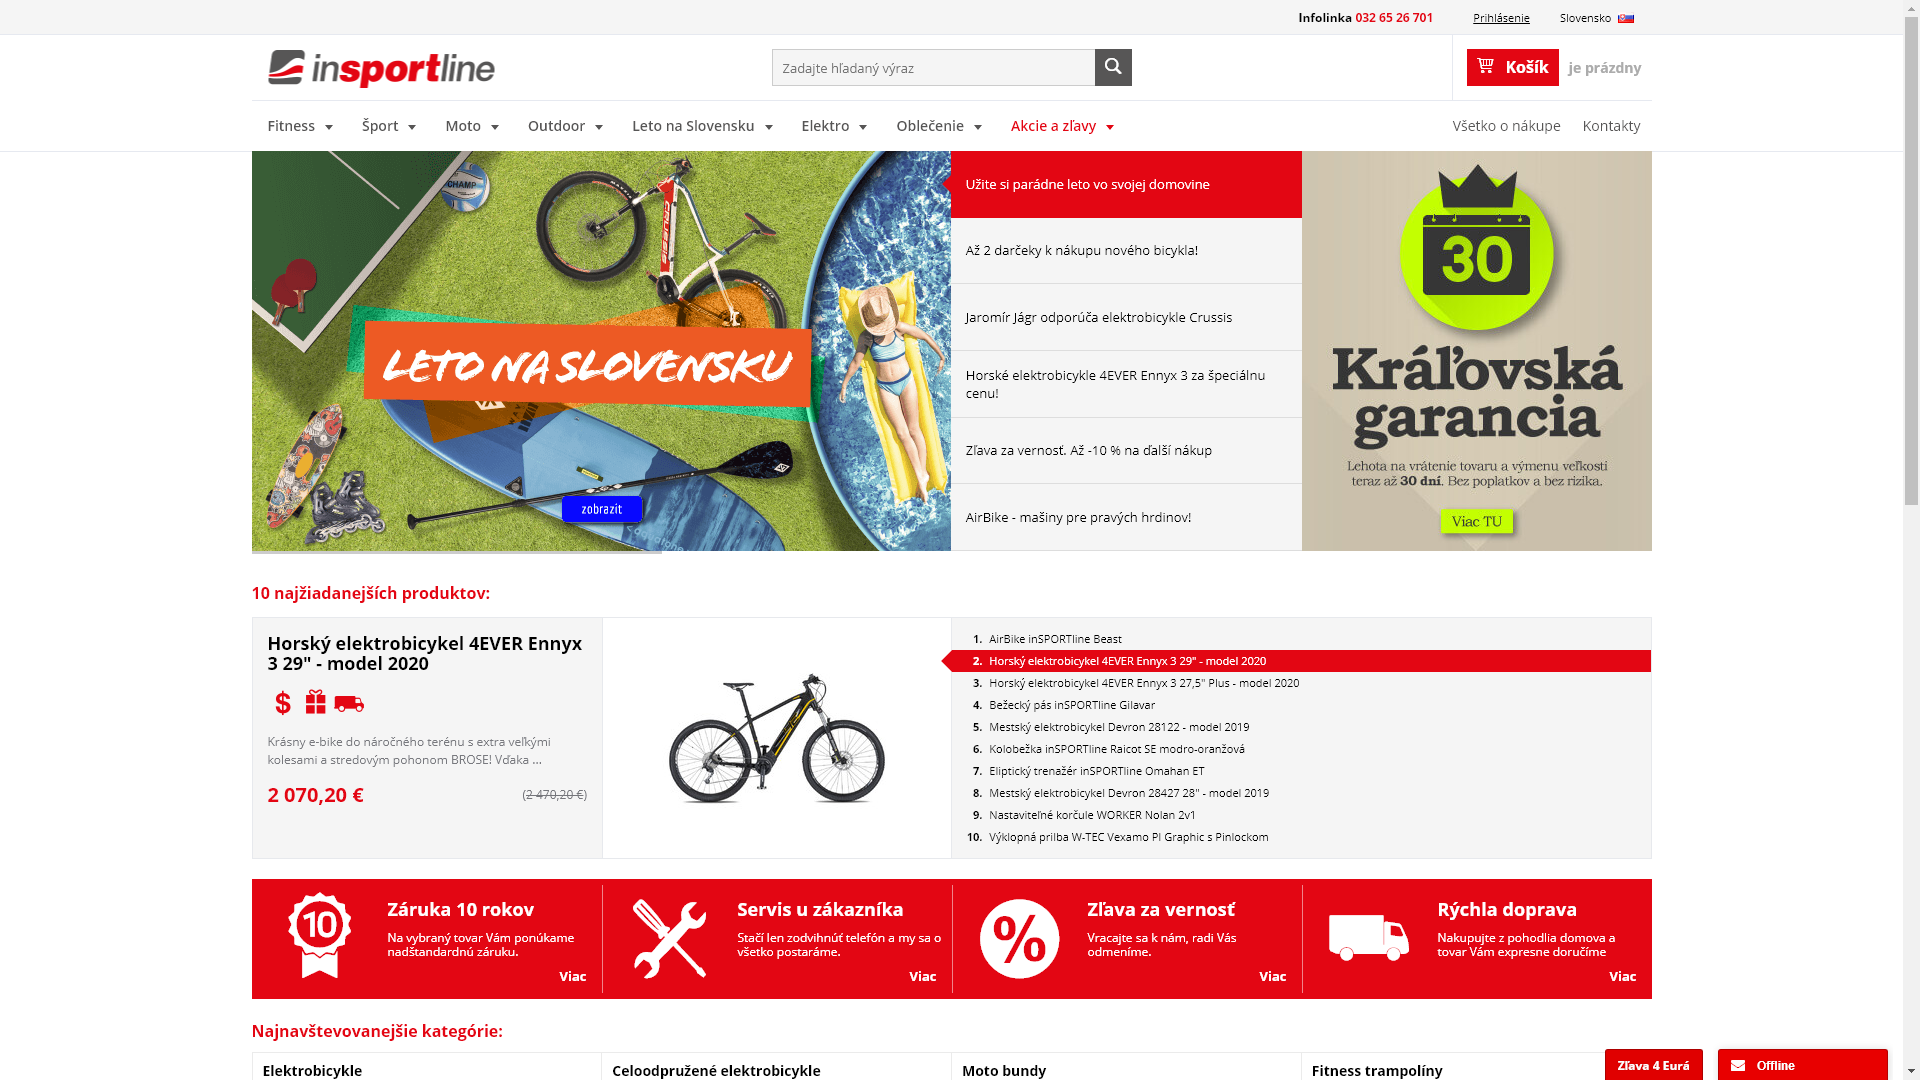 Infolinka 032 65 26 701
Prihlásenie
Slovensko
insportline
Zadajte hľadaný výraz
Košík
je prázdny
Fitness
Šport
Moto
Outdoor
Leto na Slovensku
Elektro
Oblečenie
Akcie a zľavy
Všetko o nákupe
Kontakty
CHAMP
CRUSSIS
LETO NA SLOVENSKU
zobrazit
Užite si parádne leto vo svojej domovine
Až 2 darčeky k nákupu nového bicykla!
Jaromír Jágr odporúča elektrobicykle Crussis
Horské elektrobicykle 4EVER Ennyx 3 za špeciálnu
cenu!
Zľava za vernosť. Až -10 % na ďalší nákup
AirBike - mašiny pre pravých hrdinov!
30
Kráľovská
garancia
Lehota na vrátenie tovaru a výmenu veľkosti
teraz až 30 dní. Bez poplatkov a bez rizika.
Viac TU
10 najžiadanejších produktov:
Horský elektrobicykel 4EVER Ennyx
3 29" - model 2020
Krásny e-bike do náročného terénu s extra veľkými
kolesami a stredovým pohonom BROSE! Vďaka ...
2 070,20 €
(2 470,20 €)
1. AirBike inSPORTline Beast
2. Horský elektrobicykel 4EVER Ennyx 3 29" - model 2020
3. Horský elektrobicykel 4EVER Ennyx 3 27,5" Plus - model 2020
4. Bežecký pás inSPORTline Gilavar
5. Mestský elektrobicykel Devron 28122 - model 2019
6. Kolobežka inSPORTline Raicot SE modro-oranžová
7. Eliptický trenažér inSPORTline Omahan ET
8. Mestský elektrobicykel Devron 28427 28" - model 2019
9. Nastaviteľné korčule WORKER Nolan 2v1
10. Výklopná prilba W-TEC Vexamo PI Graphic s Pinlockom
10
Záruka 10 rokov
Na vybraný tovar Vám ponúkame
nadštandardnú záruku.
Viac
Servis u zákazníka
Stačí len zodvihnúť telefón a my sa o
všetko postaráme.
Viac
%
Zľava za vernosť
Vracajte sa k nám, radi Vás
odmeníme.
Viac
Rýchla doprava
Nakupujte z pohodlia domova a
tovar Vám expresne doručíme
Viac
Najnavštevovanejšie kategórie:
Elektrobicykle
Celoodpružené elektrobicykle
Moto bundy
Fitness trampolíny
Zľava 4 Eurá
Offline